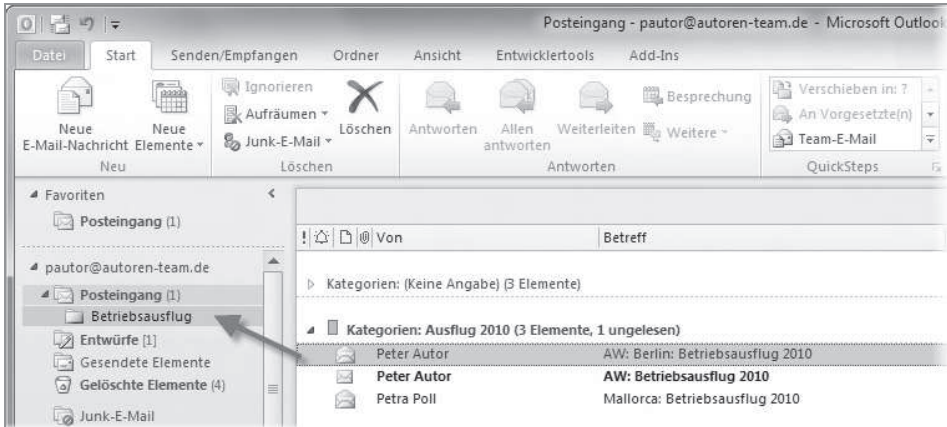 Posteingang - pautor@autoren-team.de - Microsoft Outlook
Datei Start Senden/Empfangen Ordner Ansicht Entwicklertools Add-Ins
Neue E-Mail-Nachricht
Neue Elemente
Neu
Ignorieren
Aufräumen
Junk-E-Mail
Löschen
Löschen
Antworten
Allen antworten
Weiterleiten
Besprechung
Weitere
Antworten
Verschieben in: ?
An Vorgesetzte(n)
Team-E-Mail
QuickSteps
Favoriten
Posteingang (1)
pautor@autoren-team.de
Posteingang (1)
Betriebsausflug
Entwürfe [1]
Gesendete Elemente
Gelöschte Elemente (4)
Junk-E-Mail
! Von Betreff
Kategorien: (Keine Angabe) (3 Elemente)
Kategorien: Ausflug 2010 (3 Elemente, 1 ungelesen)
Peter Autor AW: Berlin: Betriebsausflug 2010
Peter Autor AW: Betriebsausflug 2010
Petra Poll Mallorca: Betriebsausflug 2010